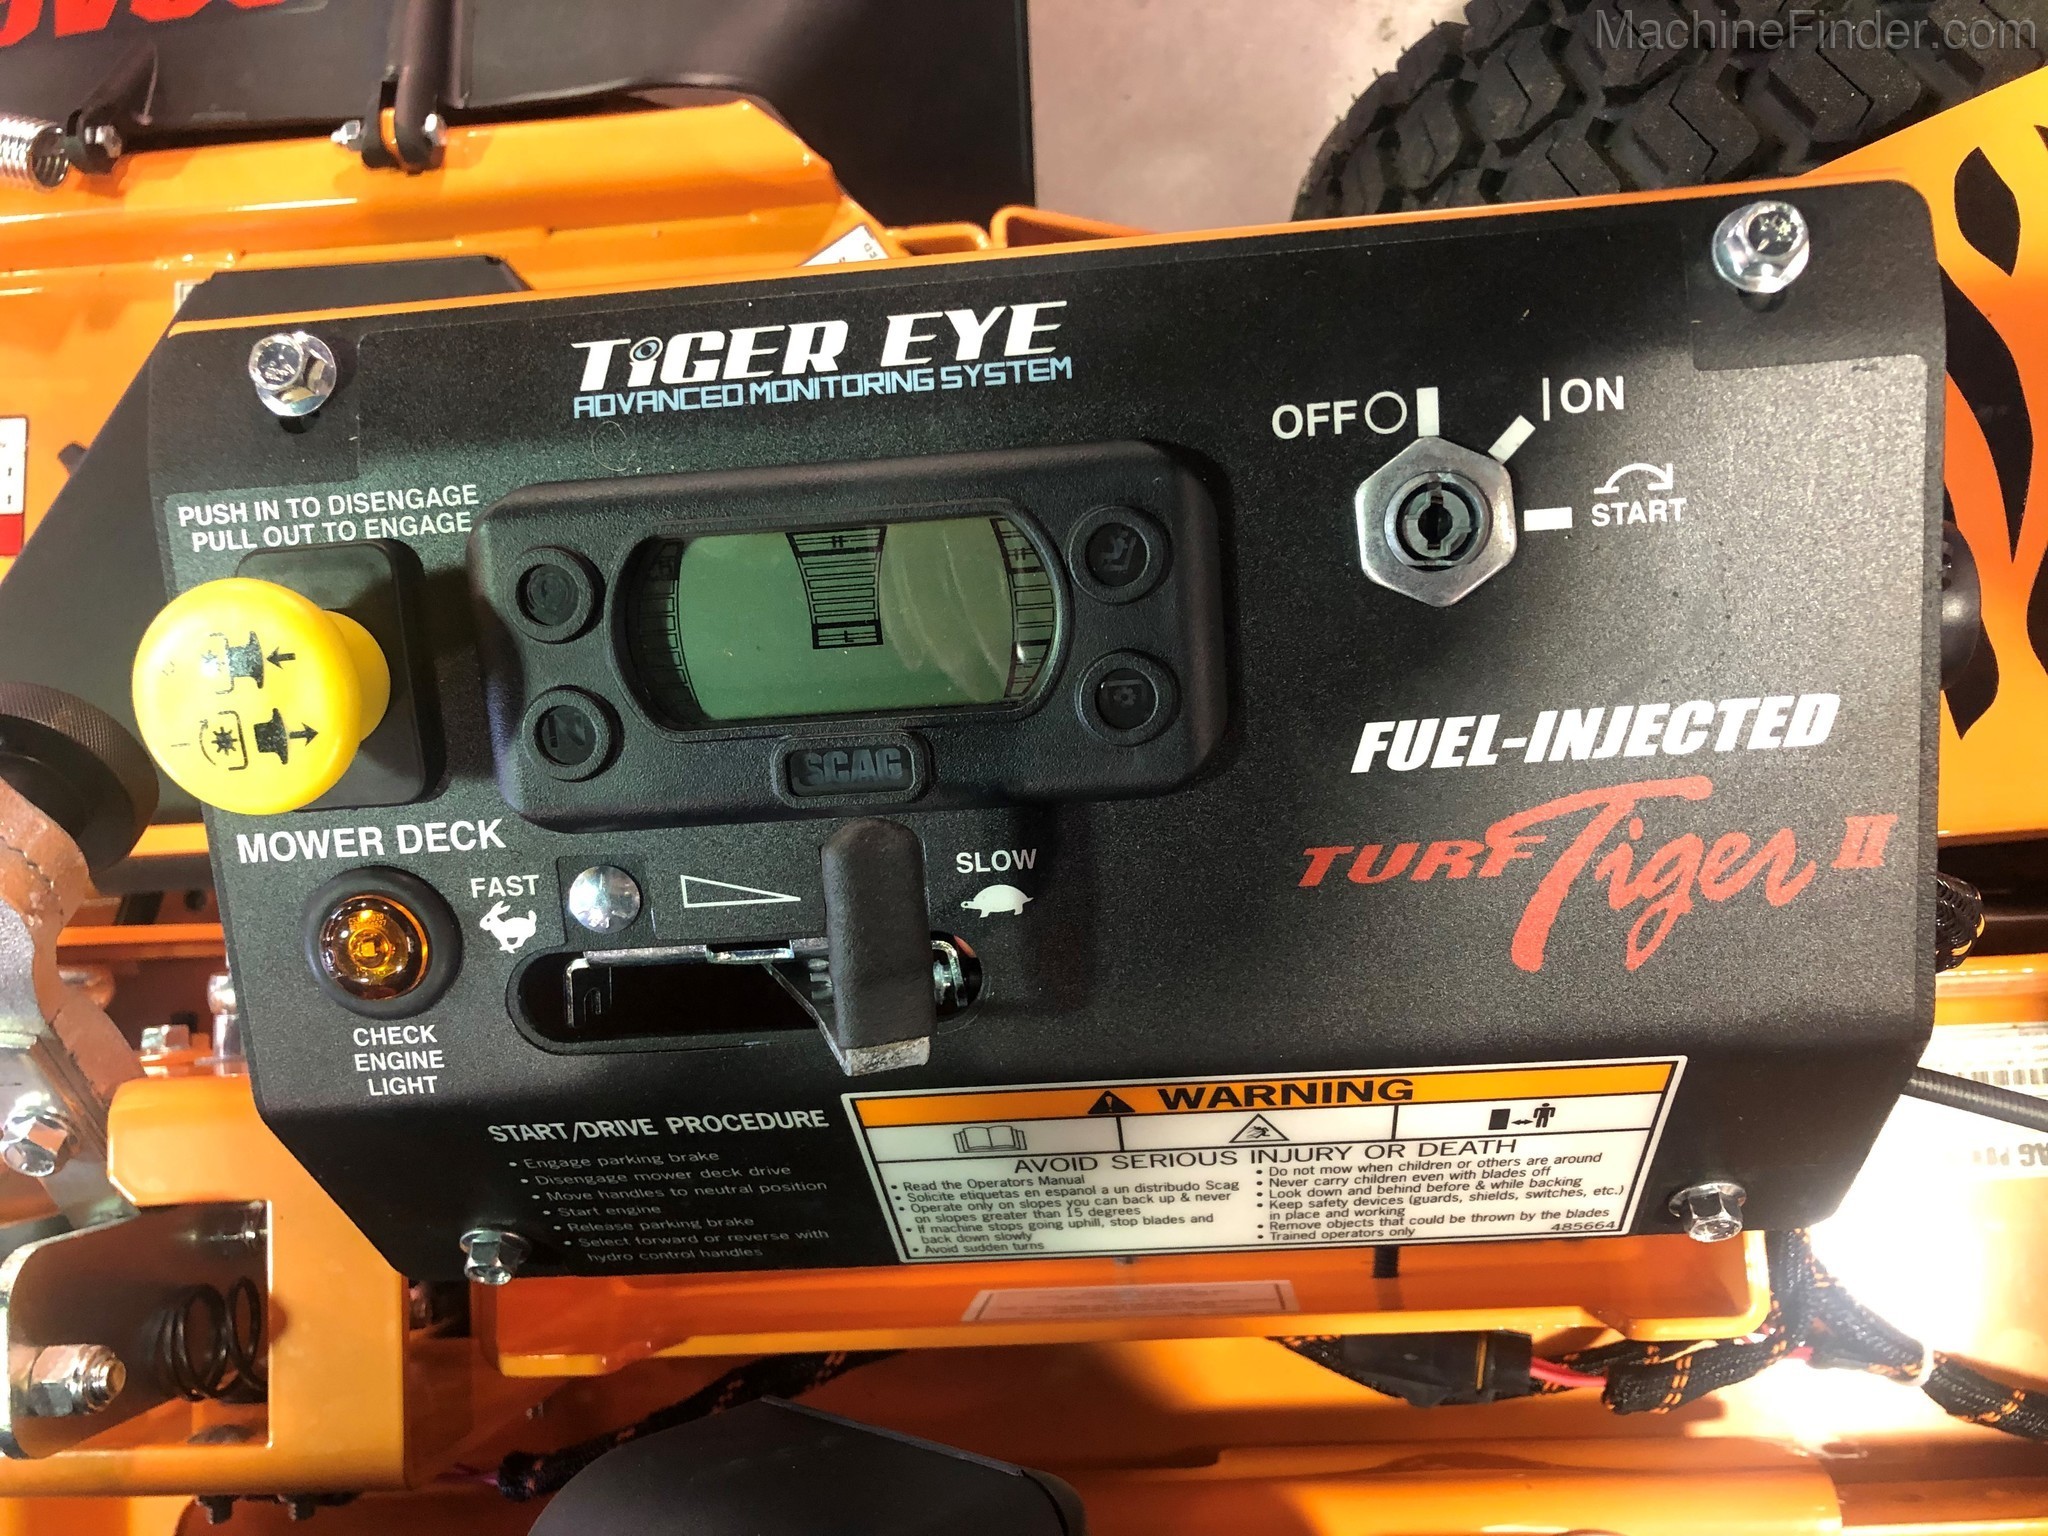 MachineFinder.com
TiGER EYE
ADVANCED MONITORING SYSTEM
OFF
ON
START
PUSH IN TO DISENGAGE
PULL OUT TO ENGAGE
SCAG
FUEL-INJECTED
TURF Tiger II
MOWER DECK
FAST
SLOW
CHECK
ENGINE
LIGHT
START/DRIVE PROCEDURE
• Engage parking brake
• Disengage mower deck drive
• Move handles to neutral position
• Start engine
• Release parking brake
• Select forward or reverse with
hydro control handles
WARNING
AVOID SERIOUS INJURY OR DEATH
• Read the Operators Manual
• Solicite etiquetas en espanol a un distribudo Scag
• Operate only on slopes you can back up & never
on slopes greater than 15 degrees
• If machine stops going uphill, stop blades and
back down slowly
• Avoid sudden turns
• Do not mow when children or others are around
• Never carry children even with blades off
• Look down and behind before & while backing
• Keep safety devices (guards, shields, switches, etc.)
in place and working
• Remove objects that could be thrown by the blades
• Trained operators only
485664